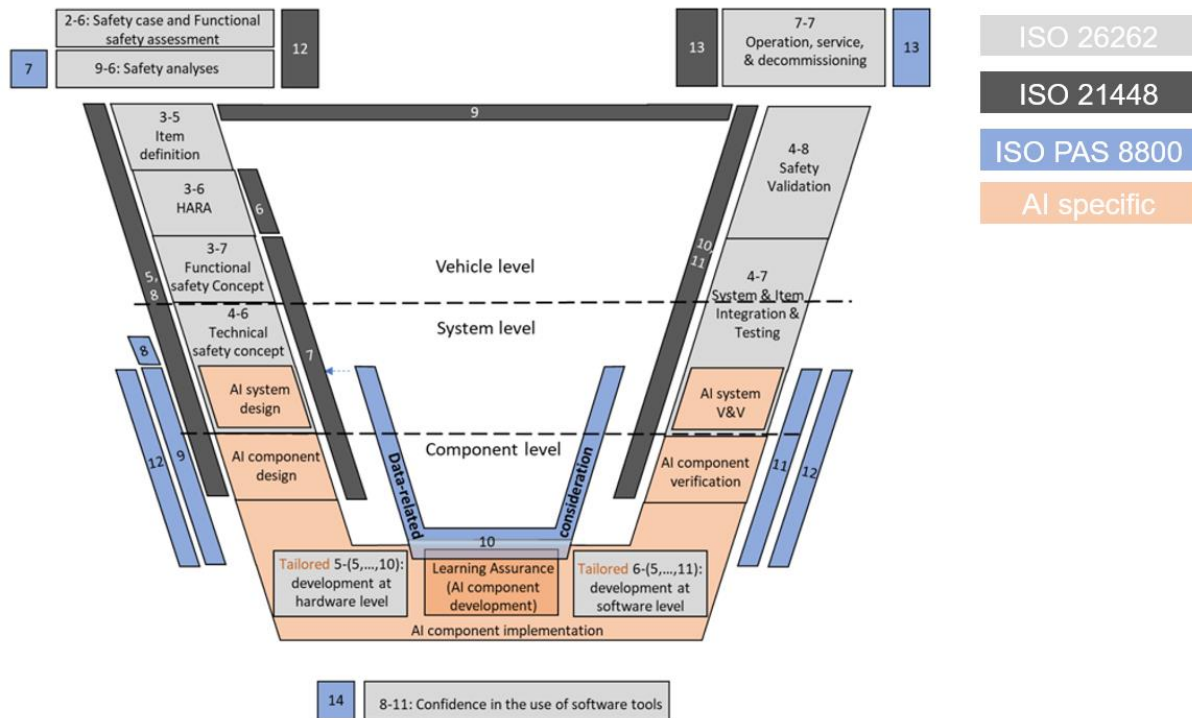 2-6: Safety case and Functional
safety assessment
7
9-6: Safety analyses
12
13
7-7
Operation, service,
& decommissioning
13
ISO 26262
ISO 21448
ISO PAS 8800
AI specific
9
3-5
Item
definition
3-6
HARA
6
3-7
Functional
safety Concept
5,
8
4-6
Technical
safety concept
7
8
AI system
design
12
9
AI component
design
Vehicle level
System level
Component level
Data-related
consideration
10
4-8
Safety
Validation
10,
11
4-7
System & Item
Integration &
Testing
AI system
V&V
AI component
verification
11
12
Tailored 5-(5,...,10):
development at
hardware level
Learning Assurance
(AI component
development)
Tailored 6-(5,...,11):
development at
software level
AI component implementation
14
8-11: Confidence in the use of software tools